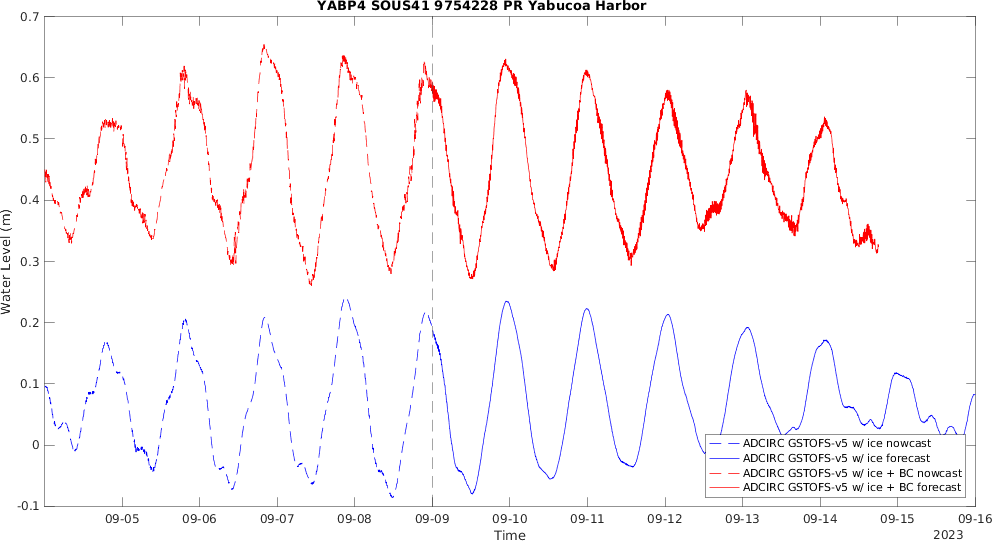 YABP4 SOUS41 9754228 PR Yabucoa Harbor
0.7
0.6
0.5
0.4
0.3
0.2
0.1
0
-0.1
Water Level (m)
09-05 09-06 09-07 09-08 09-09 09-10 09-11 09-12 09-13 09-14 09-15 09-16
Time
2023
ADCIRC GSTOFS-v5 w/ ice nowcast
ADCIRC GSTOFS-v5 w/ ice forecast
ADCIRC GSTOFS-v5 w/ ice + BC nowcast
ADCIRC GSTOFS-v5 w/ ice + BC forecast